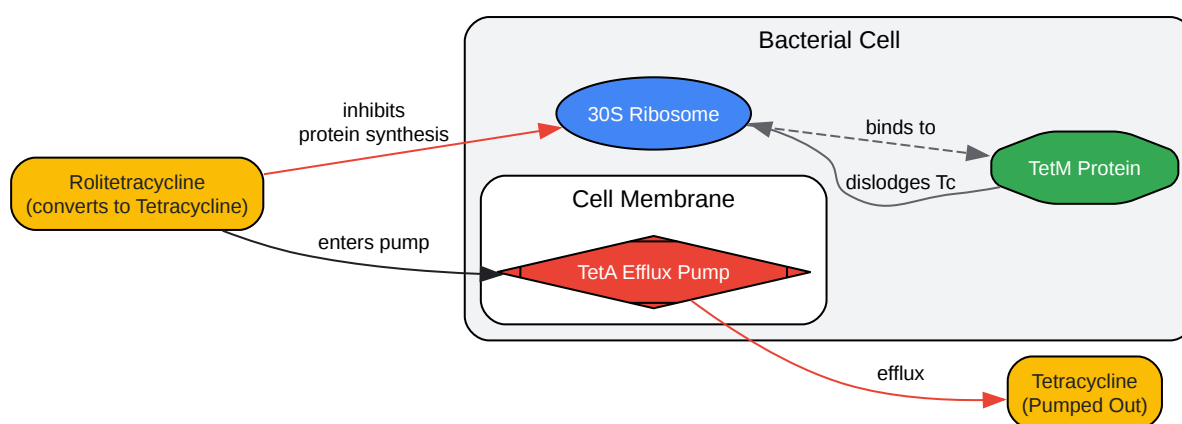 Bacterial Cell
inhibits
protein synthesis
30S Ribosome
binds to
TetM Protein
Rolitetracycline
(converts to Tetracycline)
dislodges Tc
Cell Membrane
enters pump
TetA Efflux Pump
efflux
Tetracycline
(Pumped Out)